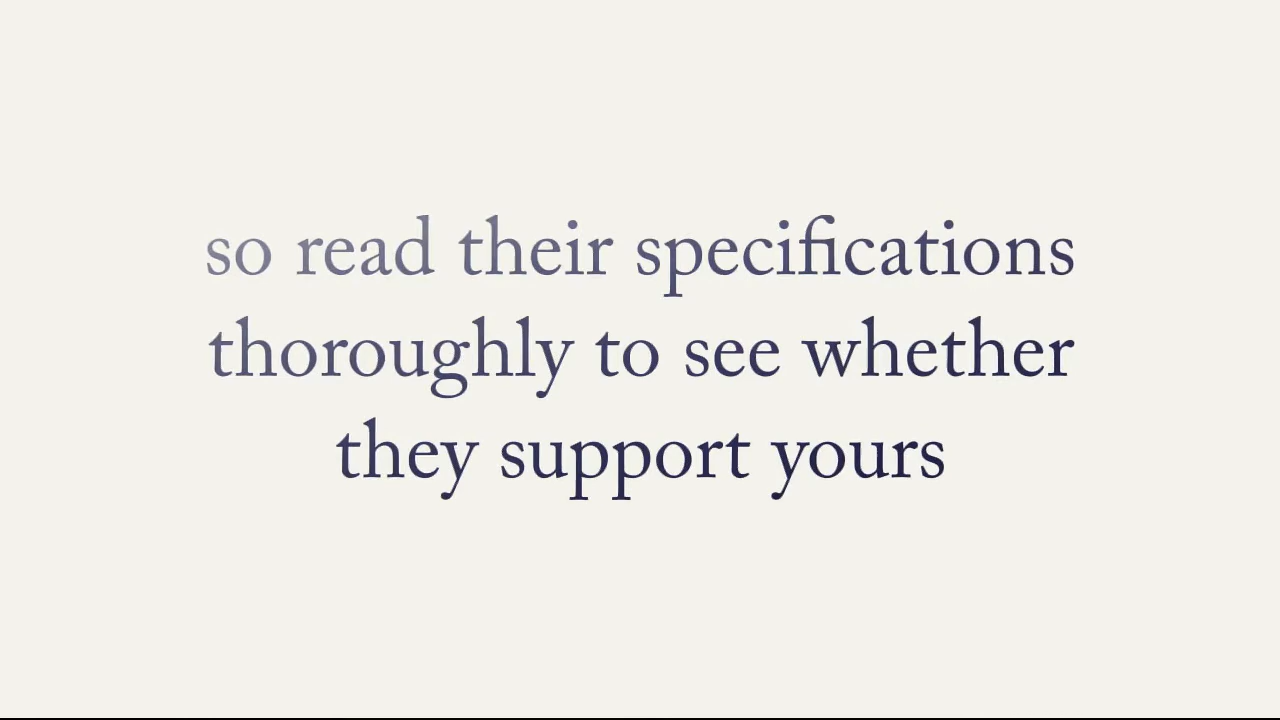 so read their specifications
thoroughly to see whether
they support yours